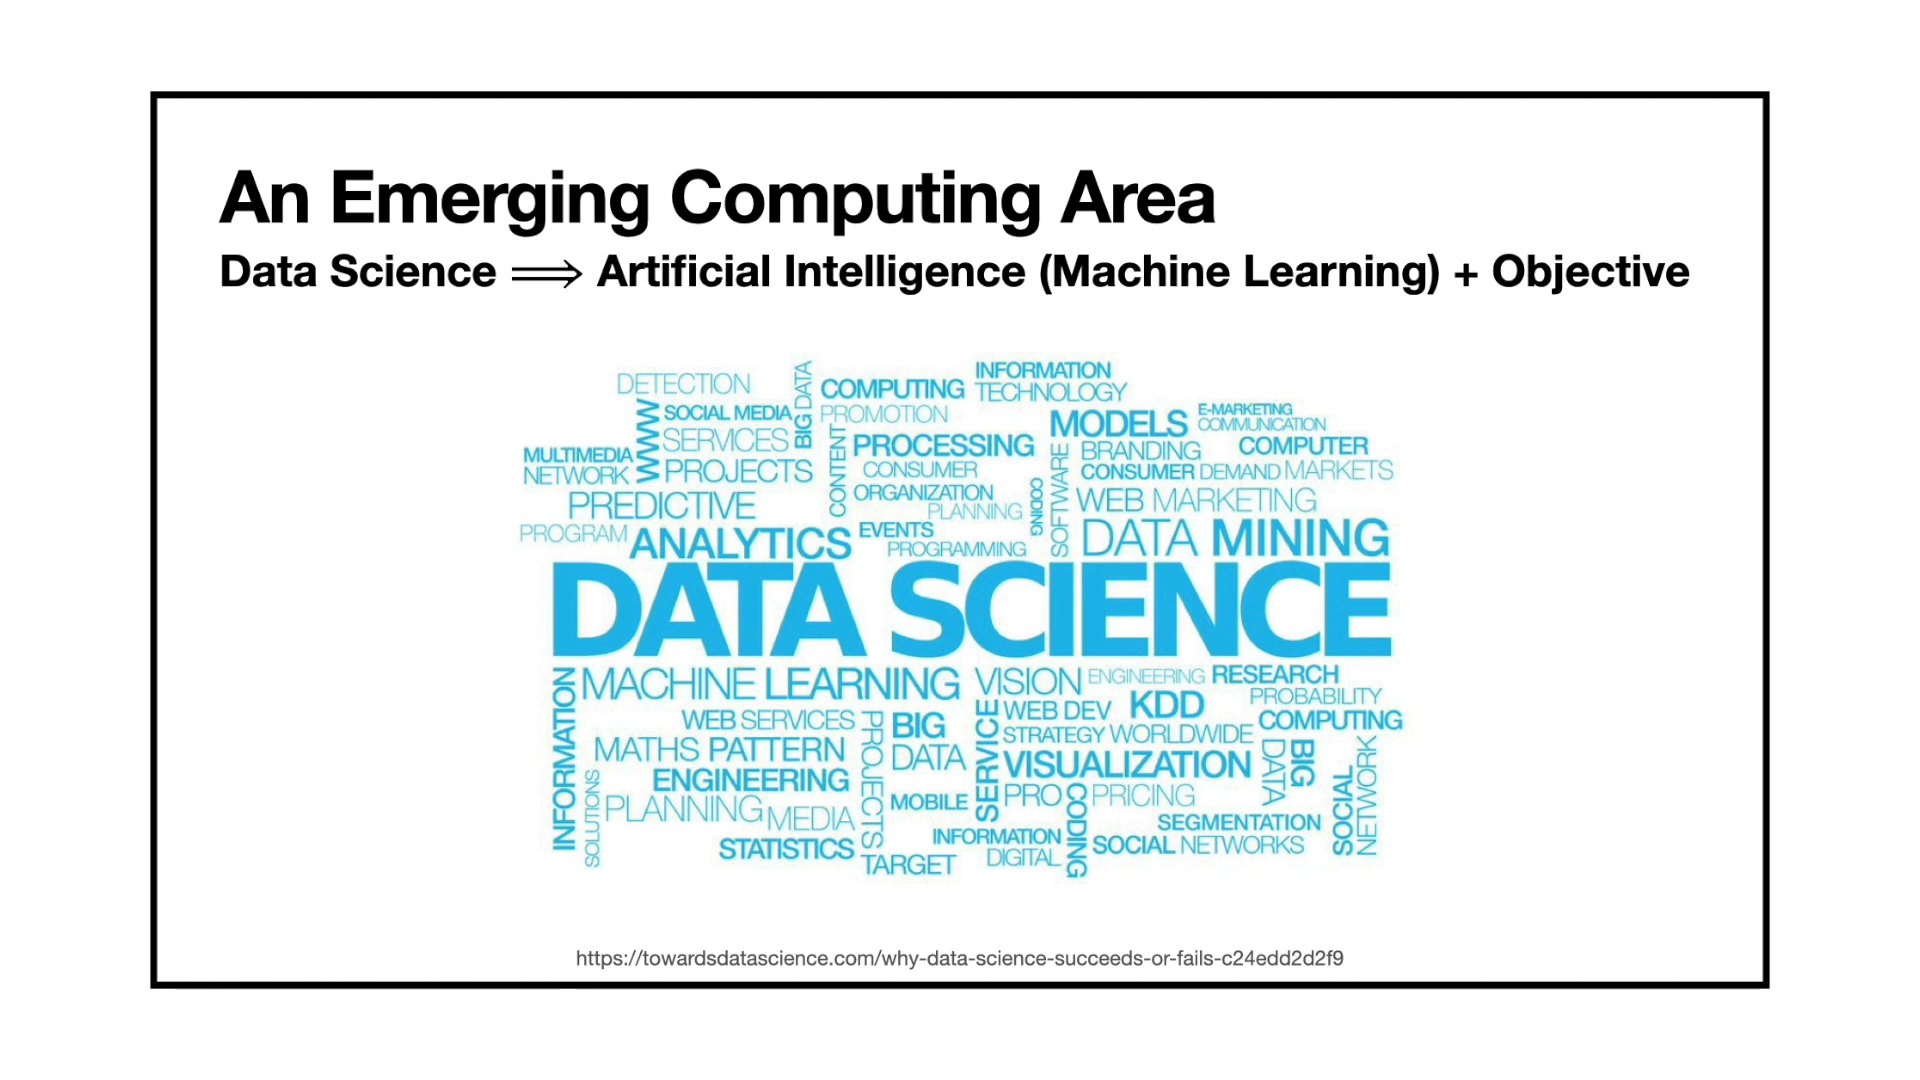 An Emerging Computing Area
Data Science ⟹ Artificial Intelligence (Machine Learning) + Objective
DETECTION
BIG DATA
COMPUTING
INFORMATION
TECHNOLOGY
WWW
SOCIAL MEDIA
PROMOTION
MODELS
E-MARKETING
COMMUNICATION
SERVICES
CONTENT
PROCESSING
SOFTWARE
BRANDING
COMPUTER
MULTIMEDIA
NETWORK
PROJECTS
CONSUMER
CONSUMER DEMAND MARKETS
PREDICTIVE
ORGANIZATION
CODING
WEB MARKETING
PLANNING
PROGRAM
ANALYTICS
EVENTS
PROGRAMMING
DATA MINING
DATA SCIENCE
INFORMATION
MACHINE LEARNING
VISION
ENGINEERING
RESEARCH
PROBABILITY
WEB SERVICES
PROJECTS
BIG
DATA
SERVICE
WEB DEV
KDD
COMPUTING
STRATEGY WORLDWIDE
MATHS PATTERN
VISUALIZATION
DATA
BIG
SOCIAL
NETWORK
SOLUTIONS
ENGINEERING
PLANNING
MEDIA
MOBILE
PRO
CODING
PRICING
SEGMENTATION
STATISTICS
TARGET
INFORMATION
DIGITAL
SOCIAL NETWORKS
https://towardsdatascience.com/why-data-science-succeeds-or-fails-c24edd2d2f9